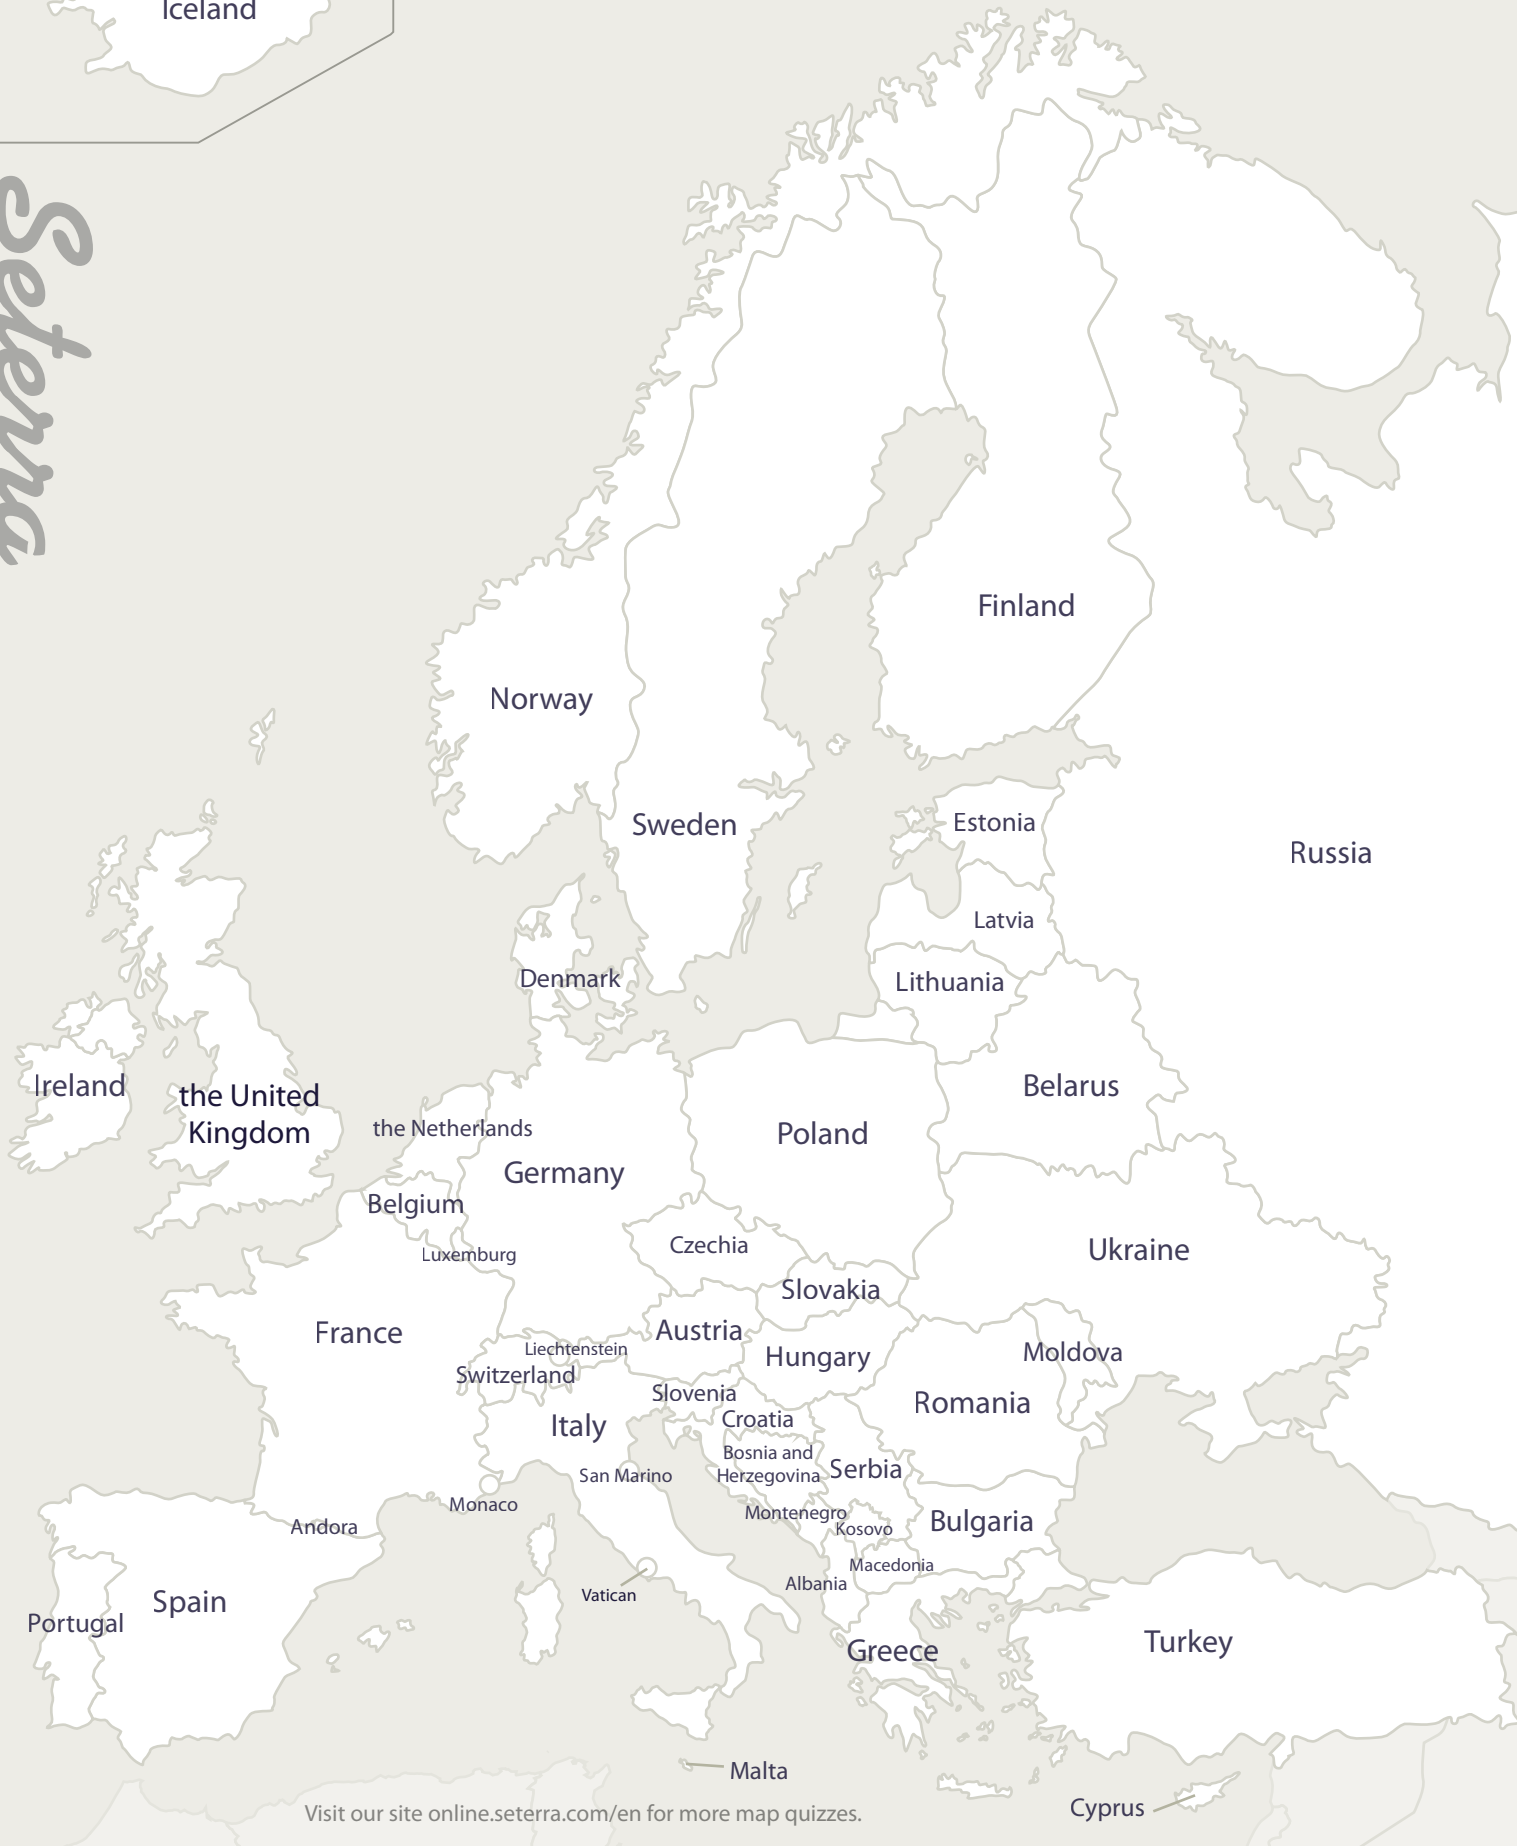 Iceland
Seterra
Finland
Norway
Sweden
Estonia
Russia
Latvia
Denmark
Lithuania
Ireland
the United
Kingdom
Belarus
the Netherlands
Poland
Germany
Belgium
Czechia
Luxemburg
Ukraine
Slovakia
France
Austria
Liechtenstein
Hungary
Moldova
Switzerland
Slovenia
Romania
Croatia
Italy
Bosnia and
Herzegovina
Serbia
San Marino
Monaco
Montenegro
Kosovo
Bulgaria
Andora
Macedonia
Albania
Vatican
Spain
Portugal
Greece
Turkey
Malta
Cyprus
Visit our site online.seterra.com/en for more map quizzes.